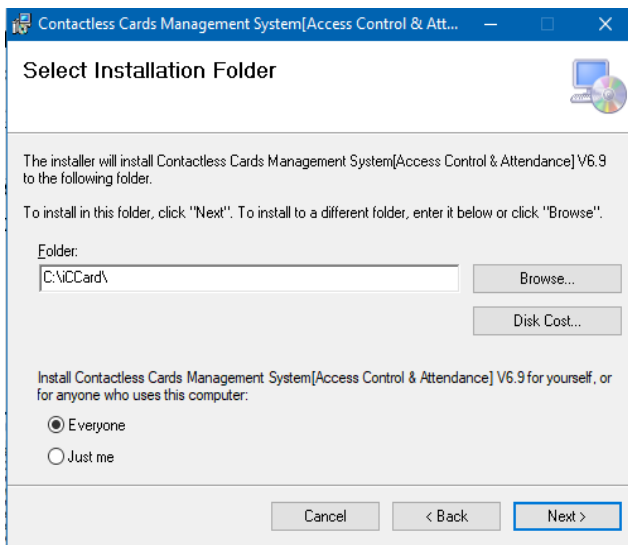 Contactless Cards Management System[Access Control & Att...
Select Installation Folder
The installer will install Contactless Cards Management System[Access Control & Attendance] V6.9
to the following folder.
To install in this folder, click "Next". To install to a different folder, enter it below or click "Browse".
Folder:
C:\iCCard\
Browse...
Disk Cost...
Install Contactless Cards Management System[Access Control & Attendance] V6.9 for yourself, or
for anyone who uses this computer:
Everyone
Just me
Cancel
< Back
Next >